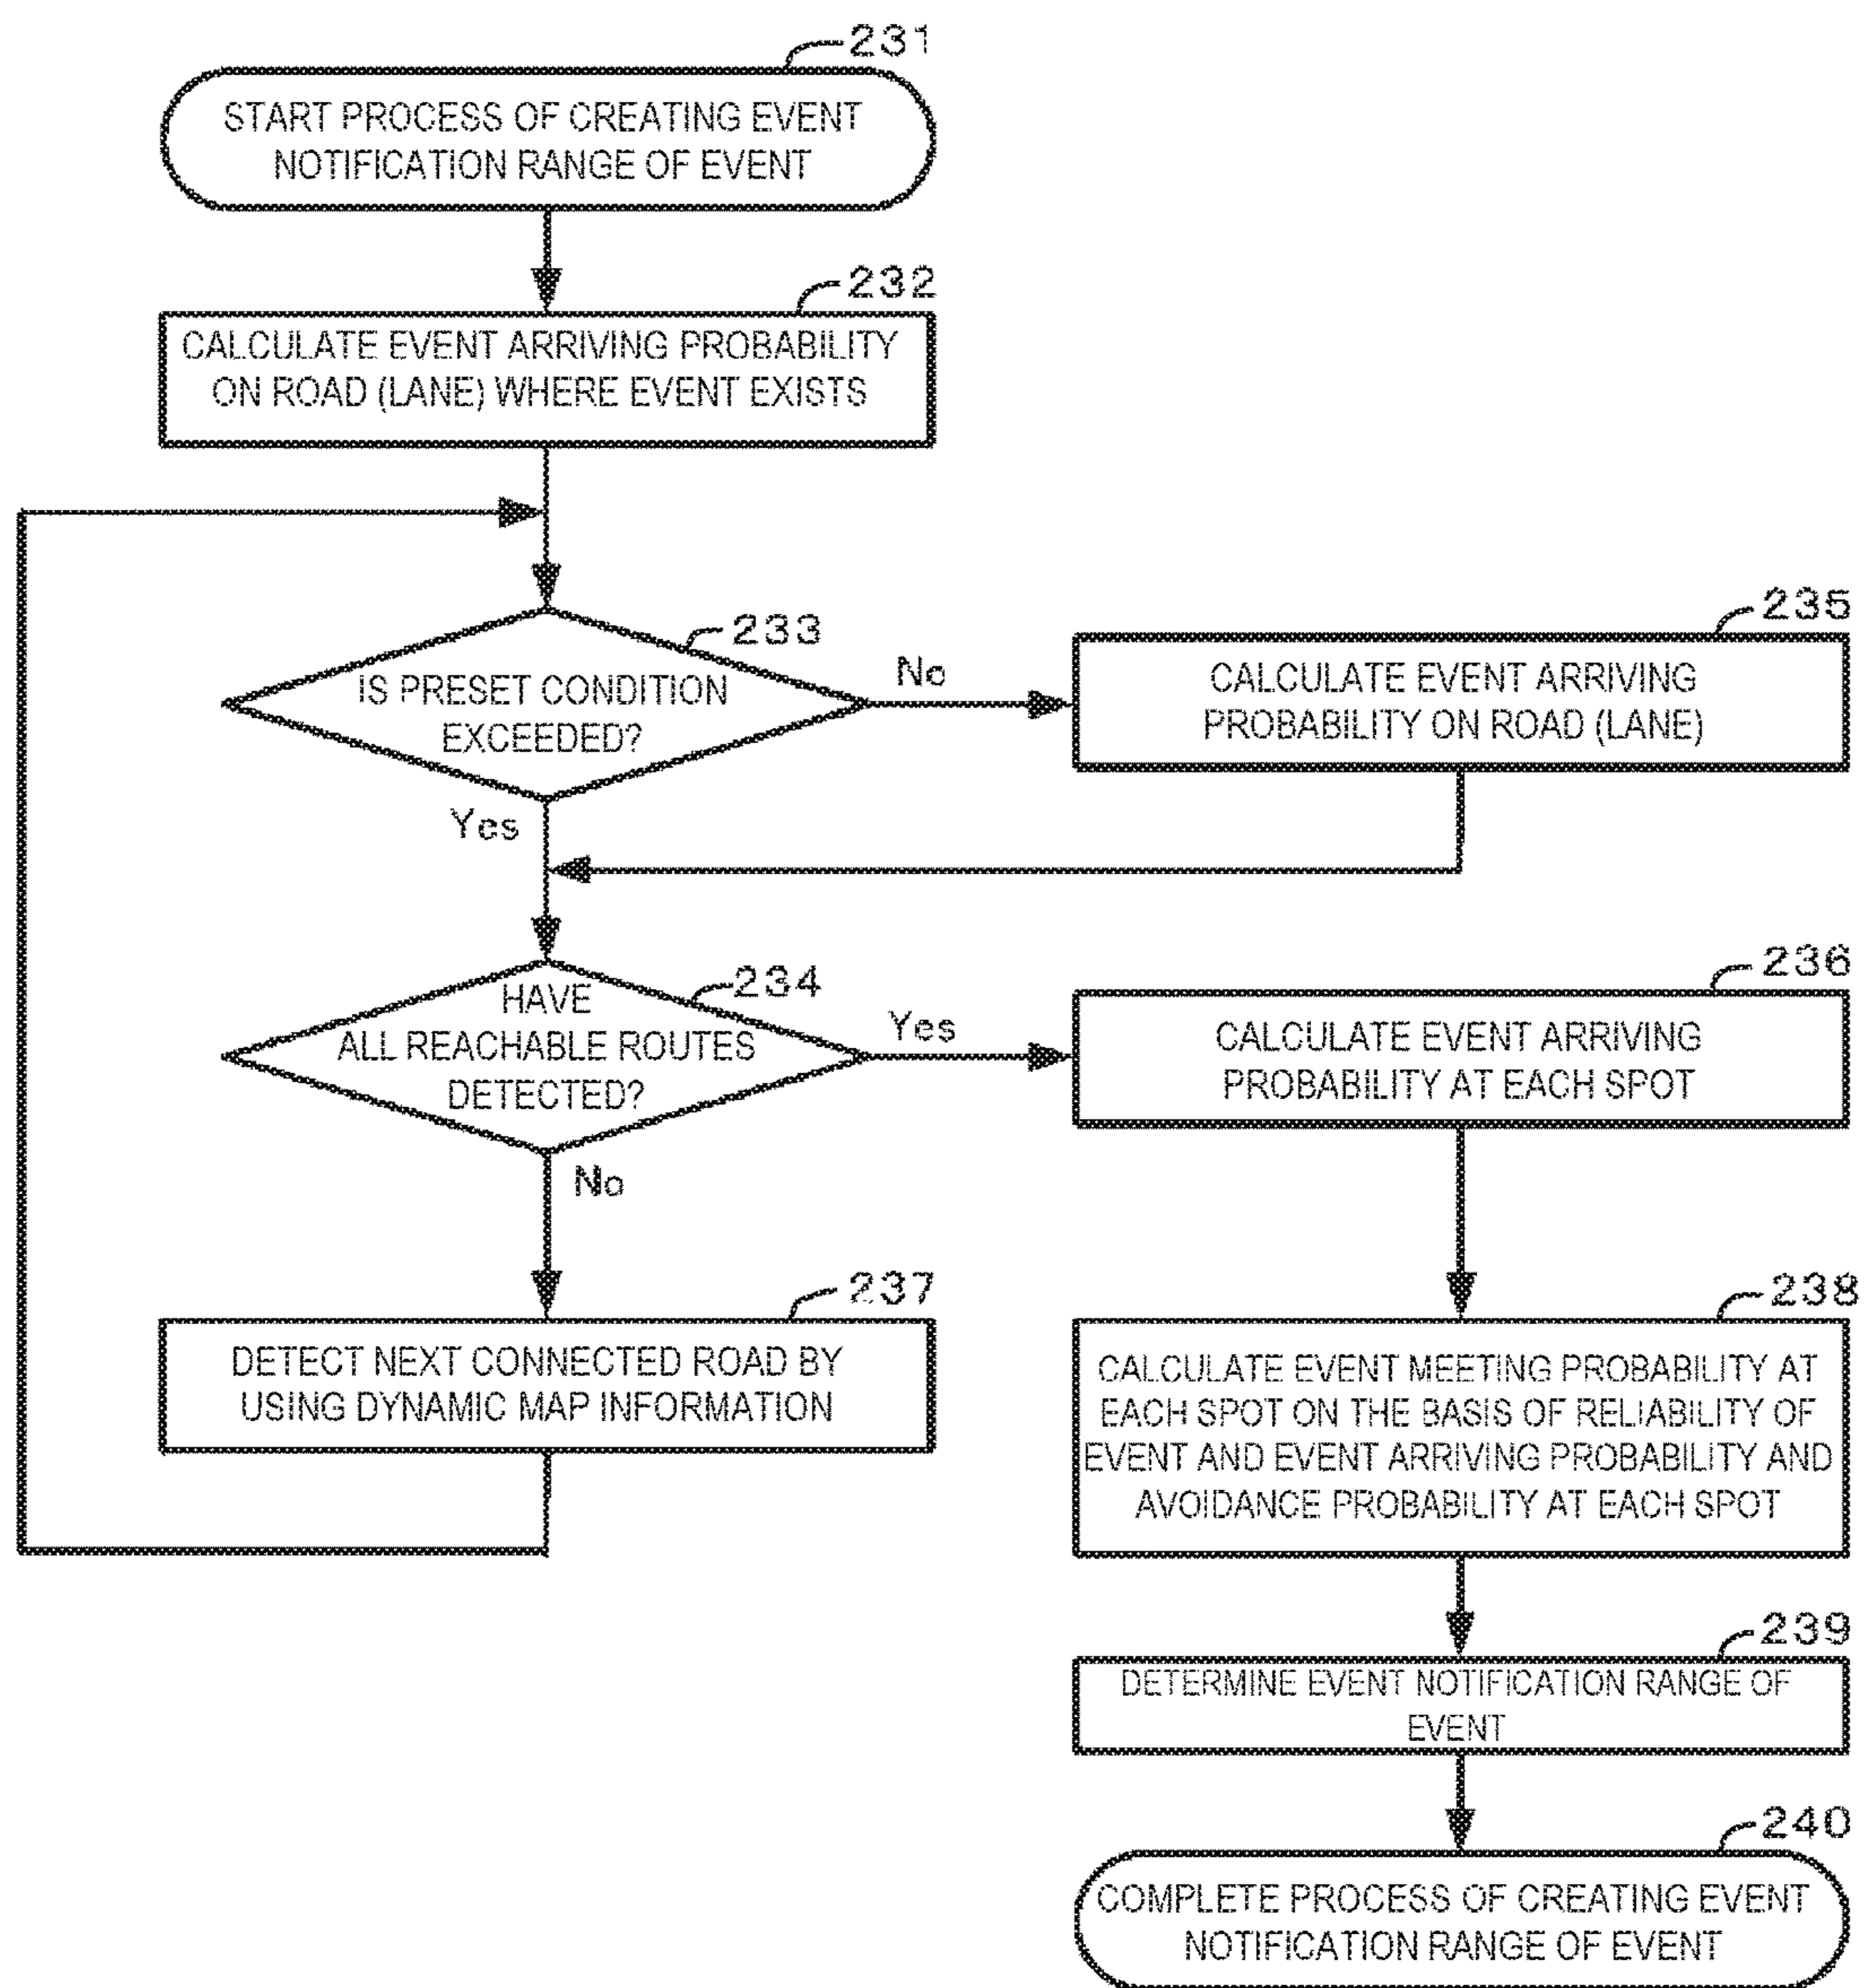 231
START PROCESS OF CREATING EVENT
NOTIFICATION RANGE OF EVENT
232
CALCULATE EVENT ARRIVING PROBABILITY
ON ROAD (LANE) WHERE EVENT EXISTS
233
IS PRESET CONDITION
EXCEEDED?
No
Yes
235
CALCULATE EVENT ARRIVING
PROBABILITY ON ROAD (LANE)
234
HAVE
ALL REACHABLE ROUTES
DETECTED?
Yes
No
236
CALCULATE EVENT ARRIVING
PROBABILITY AT EACH SPOT
237
DETECT NEXT CONNECTED ROAD BY
USING DYNAMIC MAP INFORMATION
238
CALCULATE EVENT MEETING PROBABILITY AT
EACH SPOT ON THE BASIS OF RELIABILITY OF
EVENT AND EVENT ARRIVING PROBABILITY AND
AVOIDANCE PROBABILITY AT EACH SPOT
239
DETERMINE EVENT NOTIFICATION RANGE OF
EVENT
240
COMPLETE PROCESS OF CREATING EVENT
NOTIFICATION RANGE OF EVENT